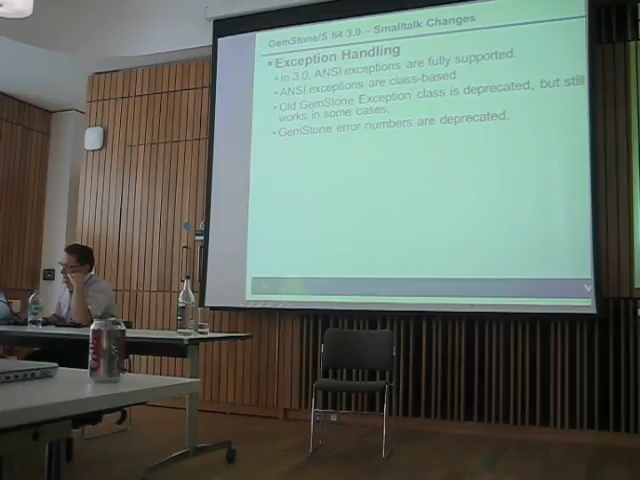 GemStone/S 64 3.0 – Smalltalk Changes
Exception Handling
In 3.0, ANSI exceptions are fully supported.
ANSI exceptions are class-based.
Old GemStone Exception class is deprecated, but still
works in some cases.
GemStone error numbers are deprecated.